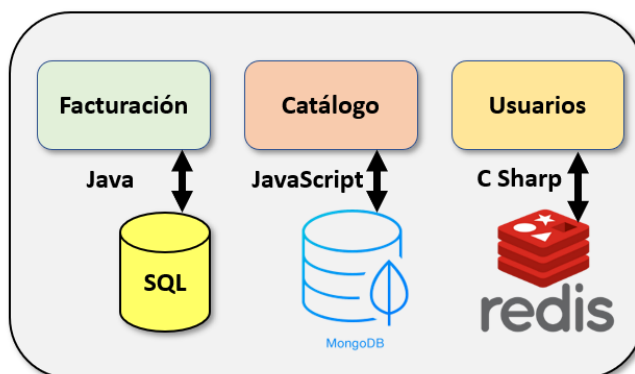 Facturación
Catálogo
Usuarios
Java
JavaScript
C Sharp
SQL
redis
MongoDB